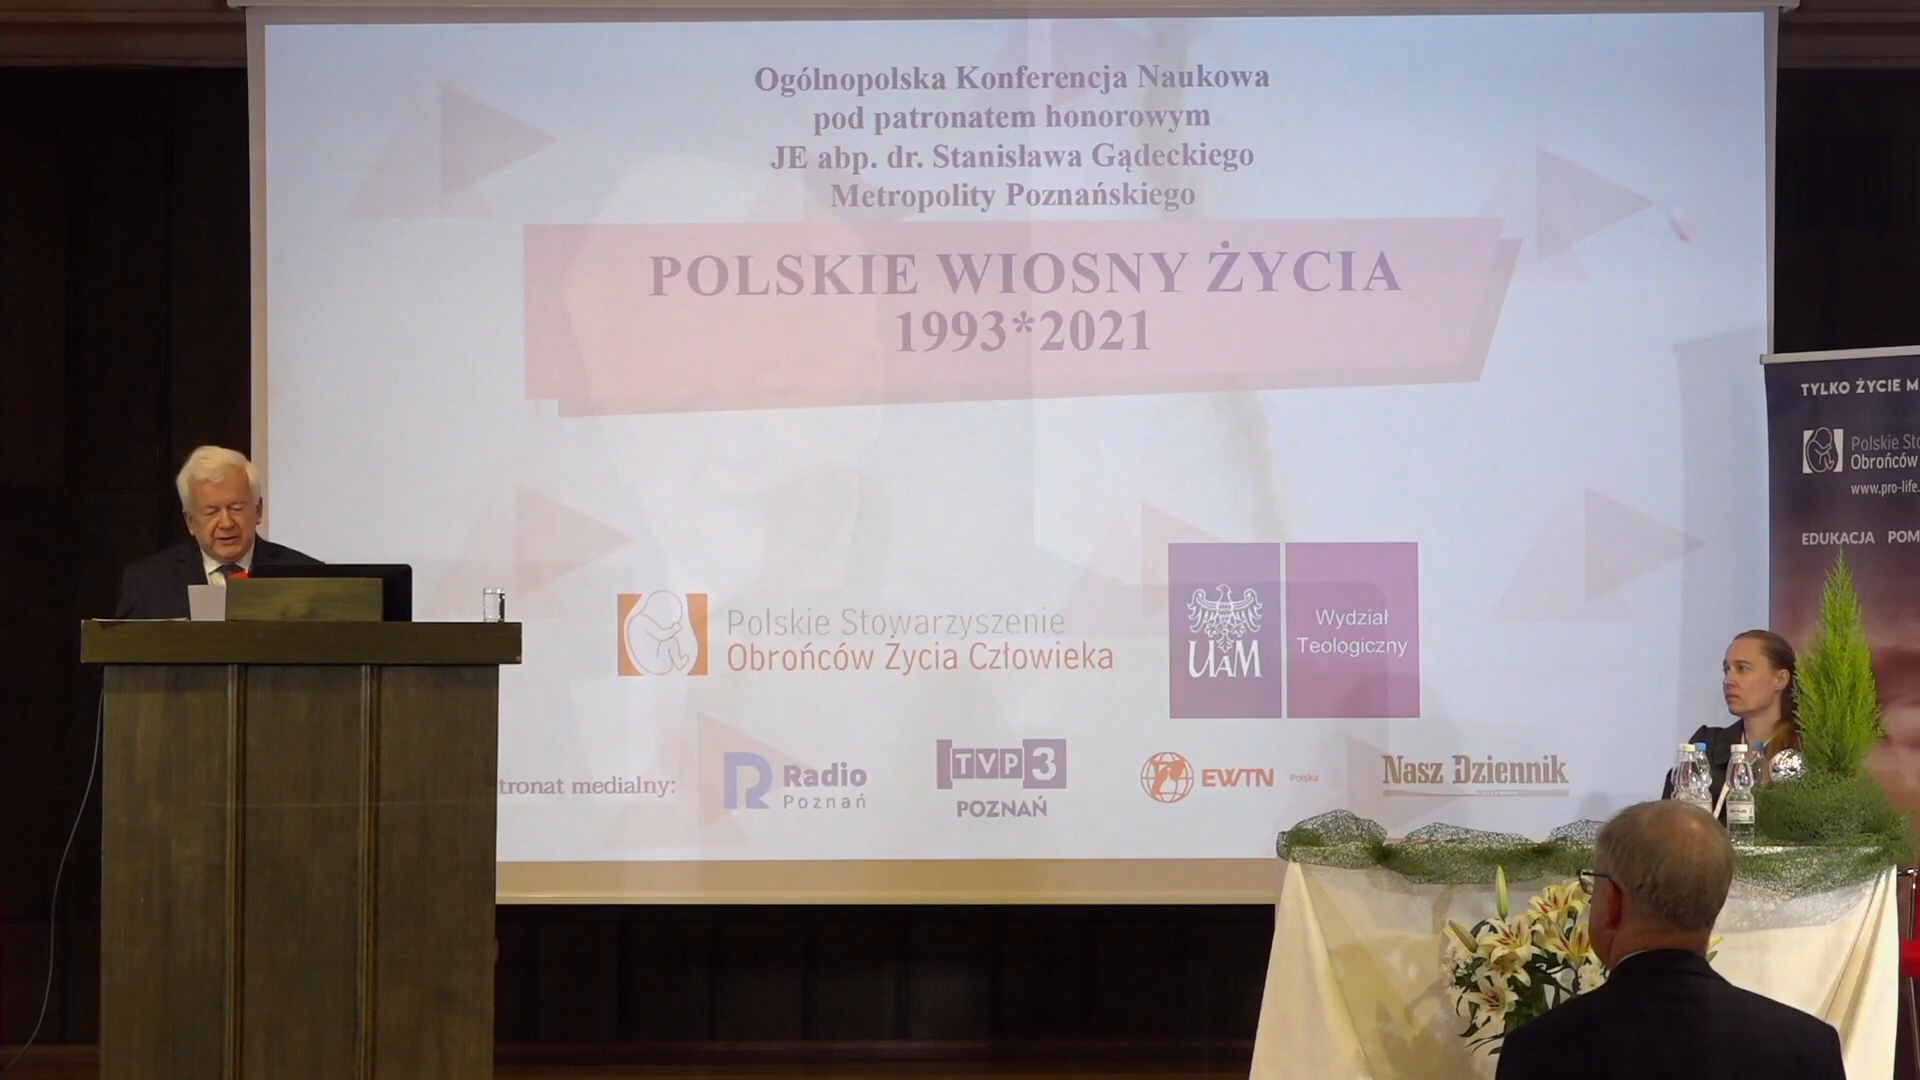 Ogólnopolska Konferencja Naukowa
pod patronatem honorowym
JE abp. dr. Stanisława Gądeckiego
Metropolity Poznańskiego
POLSKIE WIOSNY ŻYCIA
1993*2021
Polskie Stowarzyszenie
Obrońców Życia Człowieka
UAM
Wydział
Teologiczny
tronat medialny:
Radio
Poznań
TVP3
POZNAŃ
EWTN Polska
Nasz Dziennik
TYLKO ŻYCIE M
Polskie Sto
Obrońców
www.pro-life.
EDUKACJA POM